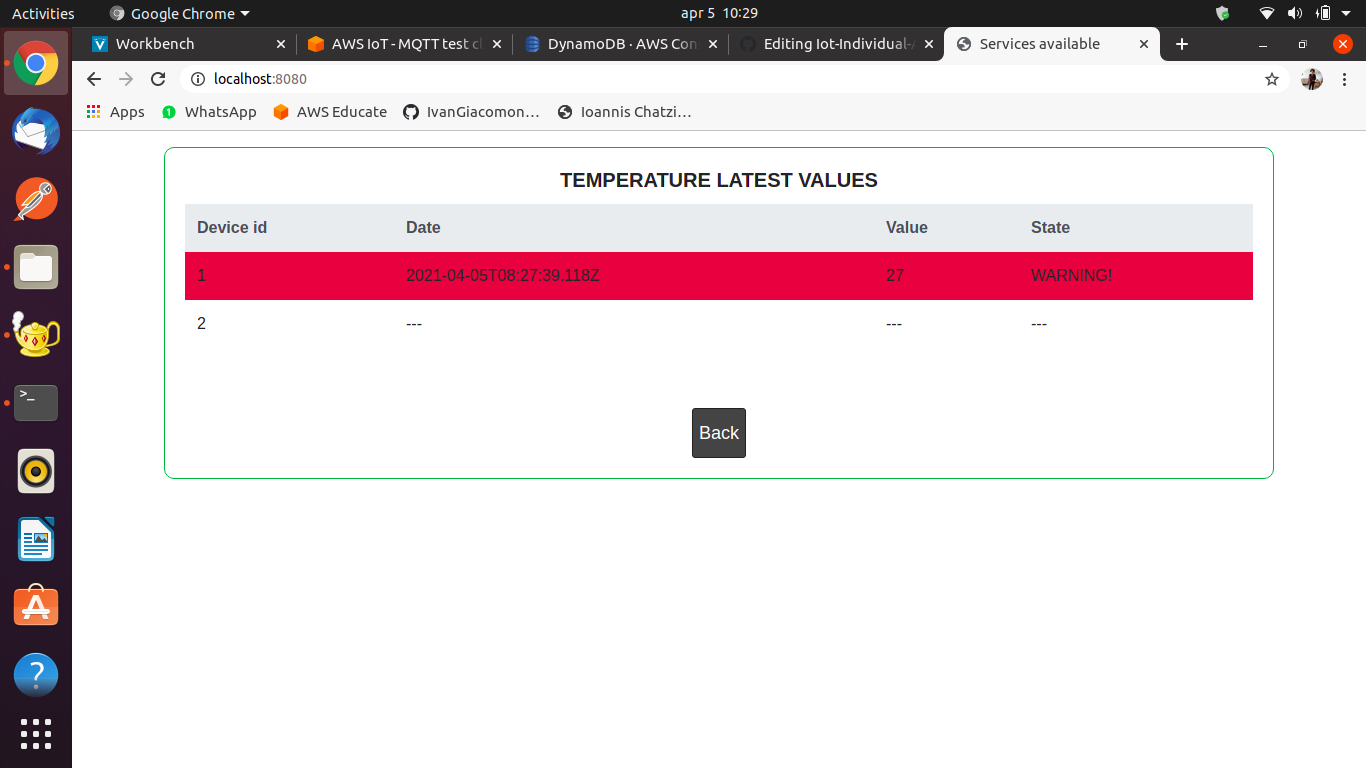 Activities Google Chrome apr 5 10:29
Workbench AWS IoT - MQTT test cl DynamoDB · AWS Con Editing Iot-Individual-A Services available
localhost:8080
Apps 1 WhatsApp AWS Educate IvanGiacomon… Ioannis Chatzi…
TEMPERATURE LATEST VALUES
Device id Date Value State
1 2021-04-05T08:27:39.118Z 27 WARNING!
2 --- --- ---
Back